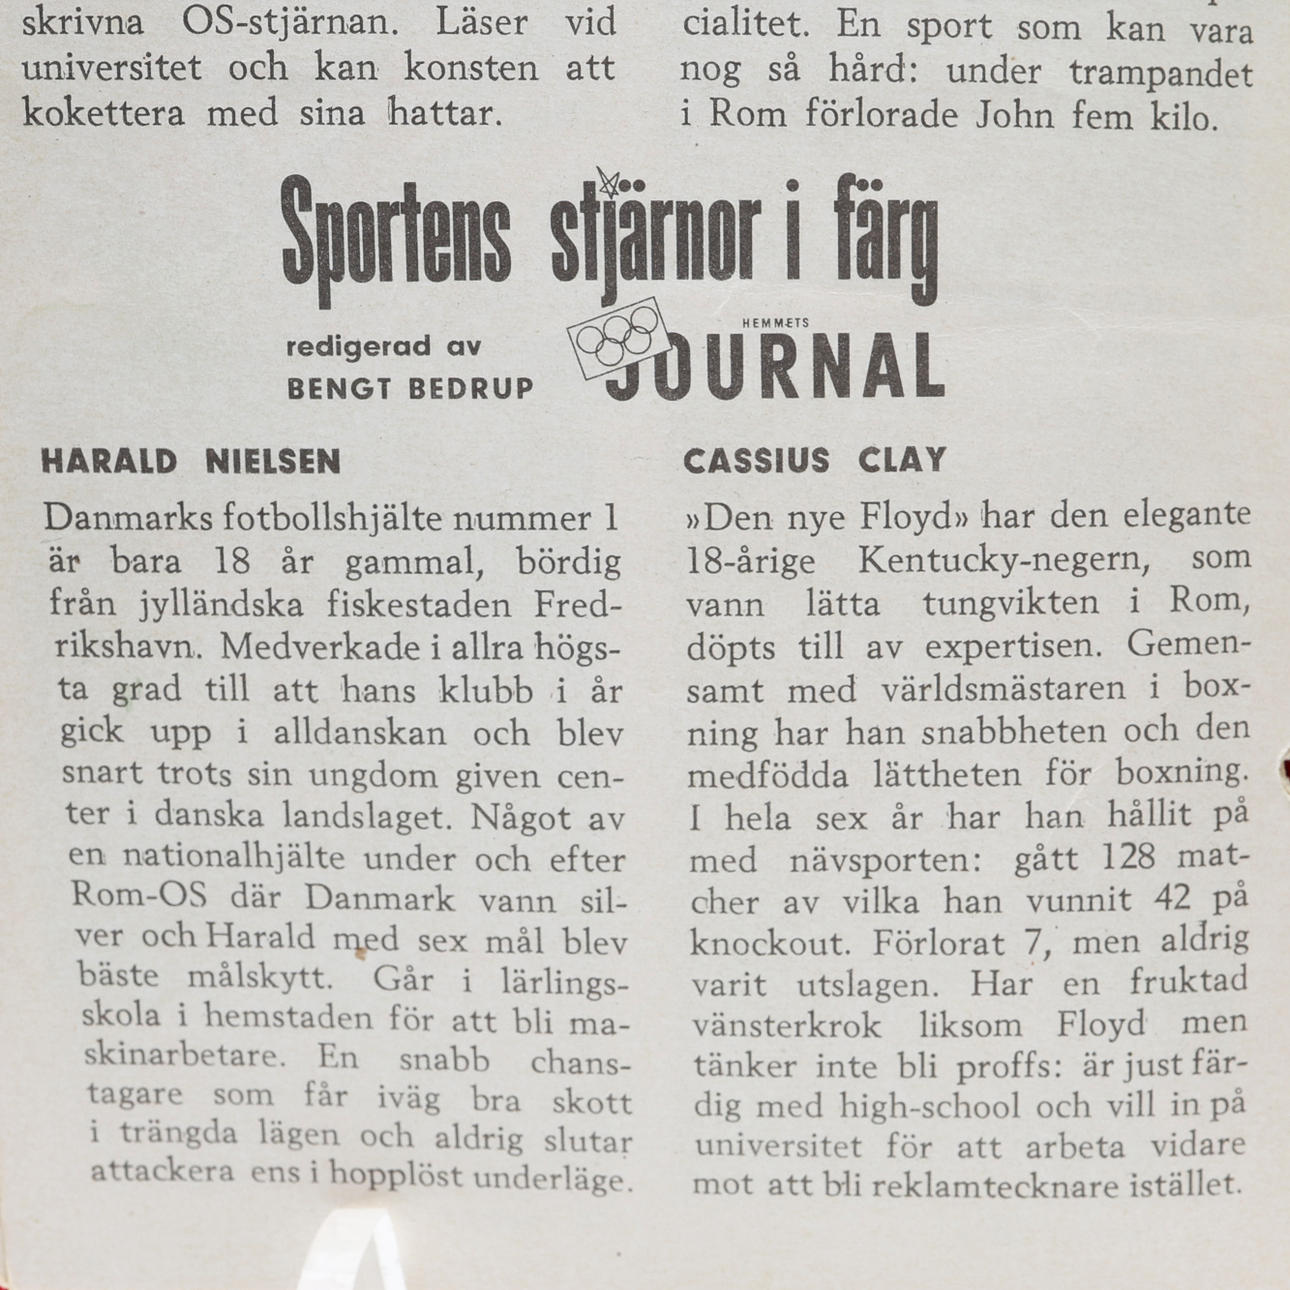 skrivna OS-stjärnan. Läser vid
universitet och kan konsten att
kokettera med sina hattar.
cialitet. En sport som kan vara
nog så hård: under trampandet
i Rom förlorade John fem kilo.
Sportens stjärnor i färg
redigerad av
BENGT BEDRUP
HEMMETS
JOURNAL
HARALD NIELSEN
Danmarks fotbollshjälte nummer 1
är bara 18 år gammal, bördig
från jylländska fiskestaden Fred-
rikshavn. Medverkade i allra högs-
ta grad till att hans klubb i år
gick upp i alldanskan och blev
snart trots sin ungdom given cen-
ter i danska landslaget. Något av
en nationalhjälte under och efter
Rom-OS där Danmark vann sil-
ver och Harald med sex mål blev
bäste målskytt. Går i lärlings-
skola i hemstaden för att bli ma-
skinarbetare. En snabb chans-
tagare som får iväg bra skott
i trängda lägen och aldrig slutar
attackera ens i hopplöst underläge.
CASSIUS CLAY
»Den nye Floyd» har den elegante
18-årige Kentucky-negern, som
vann lätta tungvikten i Rom,
döpts till av expertisen. Gemen-
samt med världsmästaren i box-
ning har han snabbheten och den
medfödda lättheten för boxning.
I hela sex år har han hållit på
med nävsporten: gått 128 mat-
cher av vilka han vunnit 42 på
knockout. Förlorat 7, men aldrig
varit utslagen. Har en fruktad
vänsterkrok liksom Floyd men
tänker inte bli proffs: är just fär-
dig med high-school och vill in på
universitet för att arbeta vidare
mot att bli reklamtecknare istället.